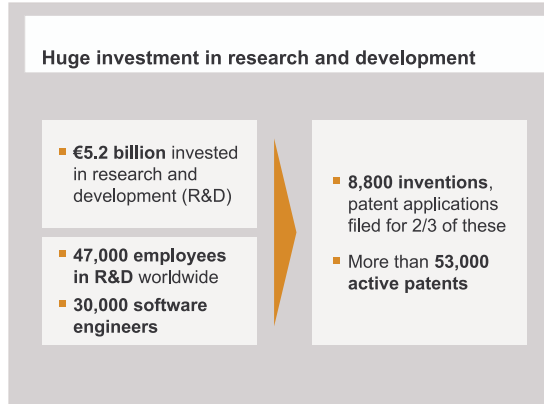 Huge investment in research and development
€5.2 billion invested
in research and
development (R&D)
47,000 employees
in R&D worldwide
30,000 software
engineers
8,800 inventions,
patent applications
filed for 2/3 of these
More than 53,000
active patents